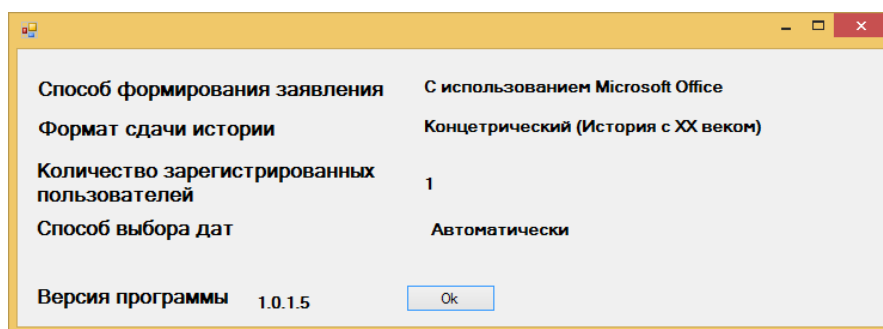 Способ формирования заявления С использованием Microsoft Office
Формат сдачи истории Концетрический (История с XX веком)
Количество зарегистрированных
пользователей 1
Способ выбора дат Автоматически
Версия программы 1.0.1.5 Ok